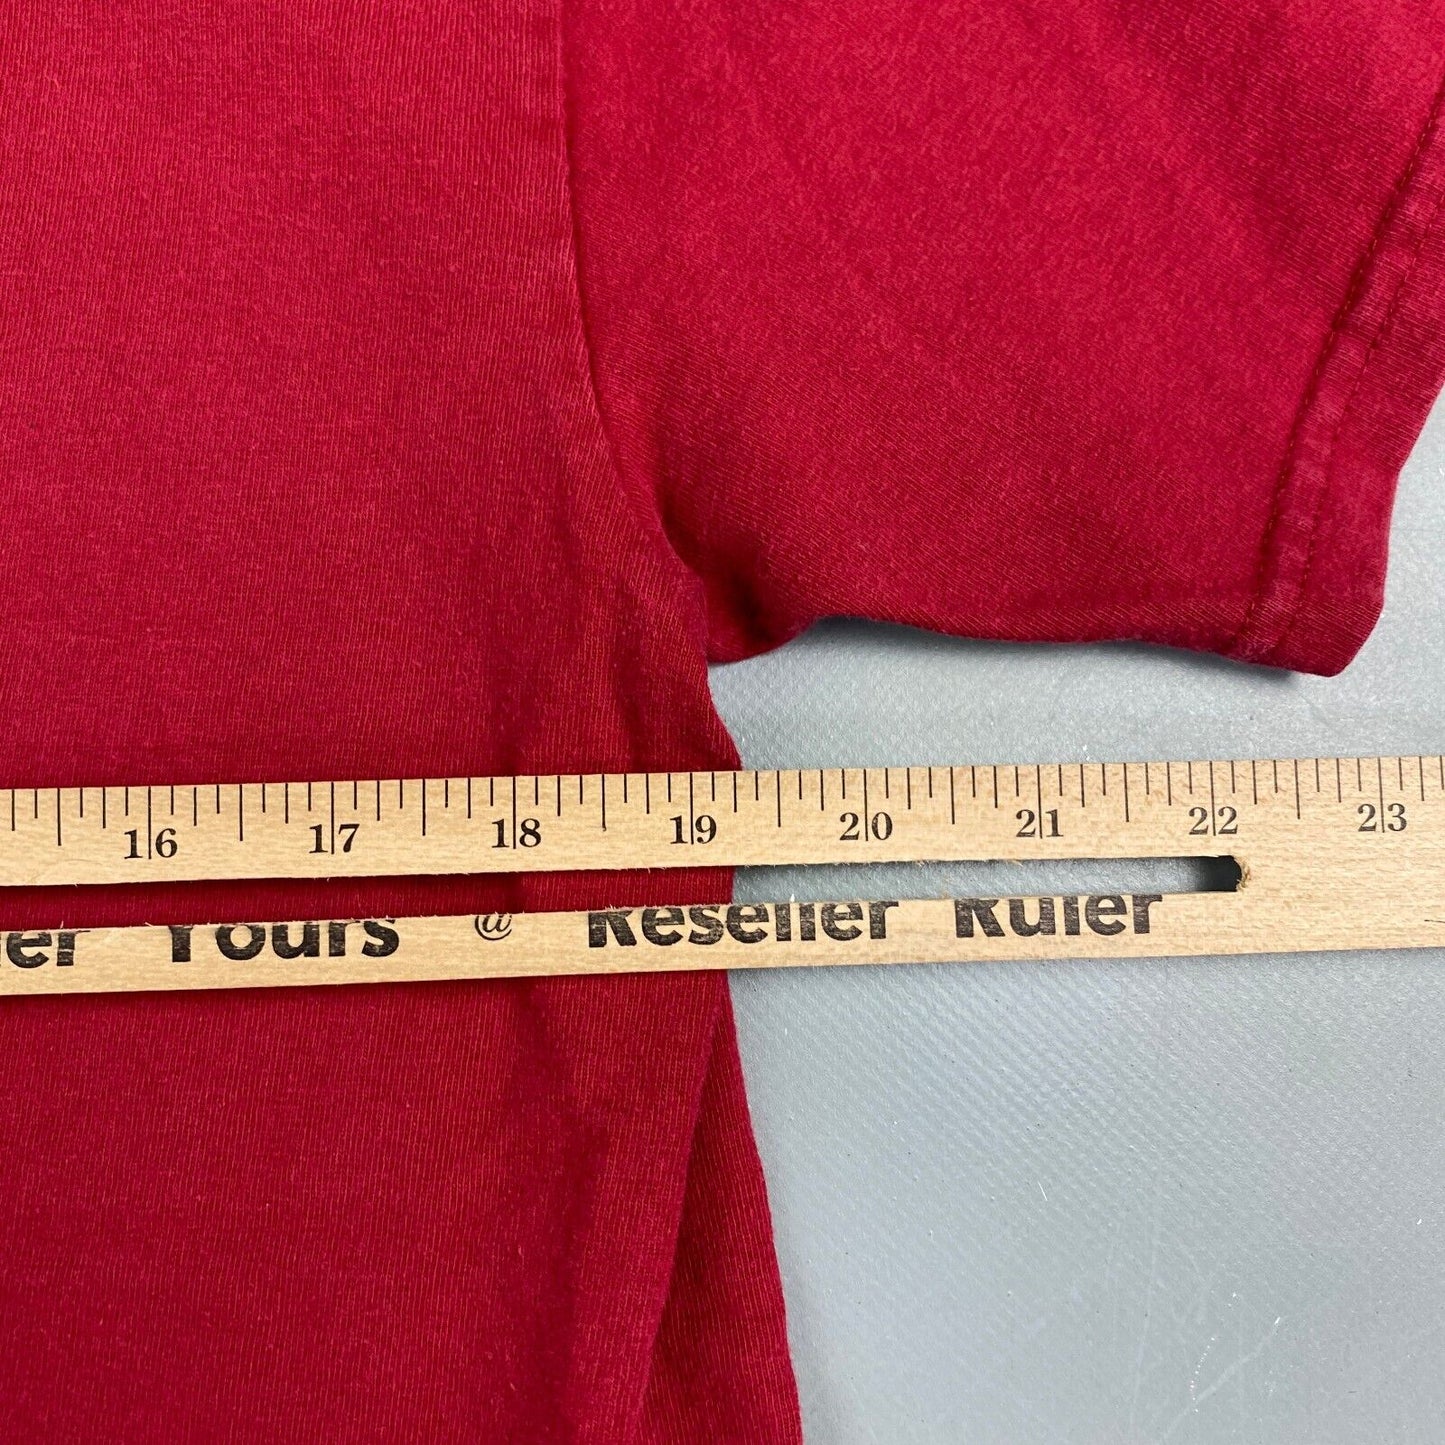 16 17 18 19 20 21 22 23
Yours @ Reseller Ruler